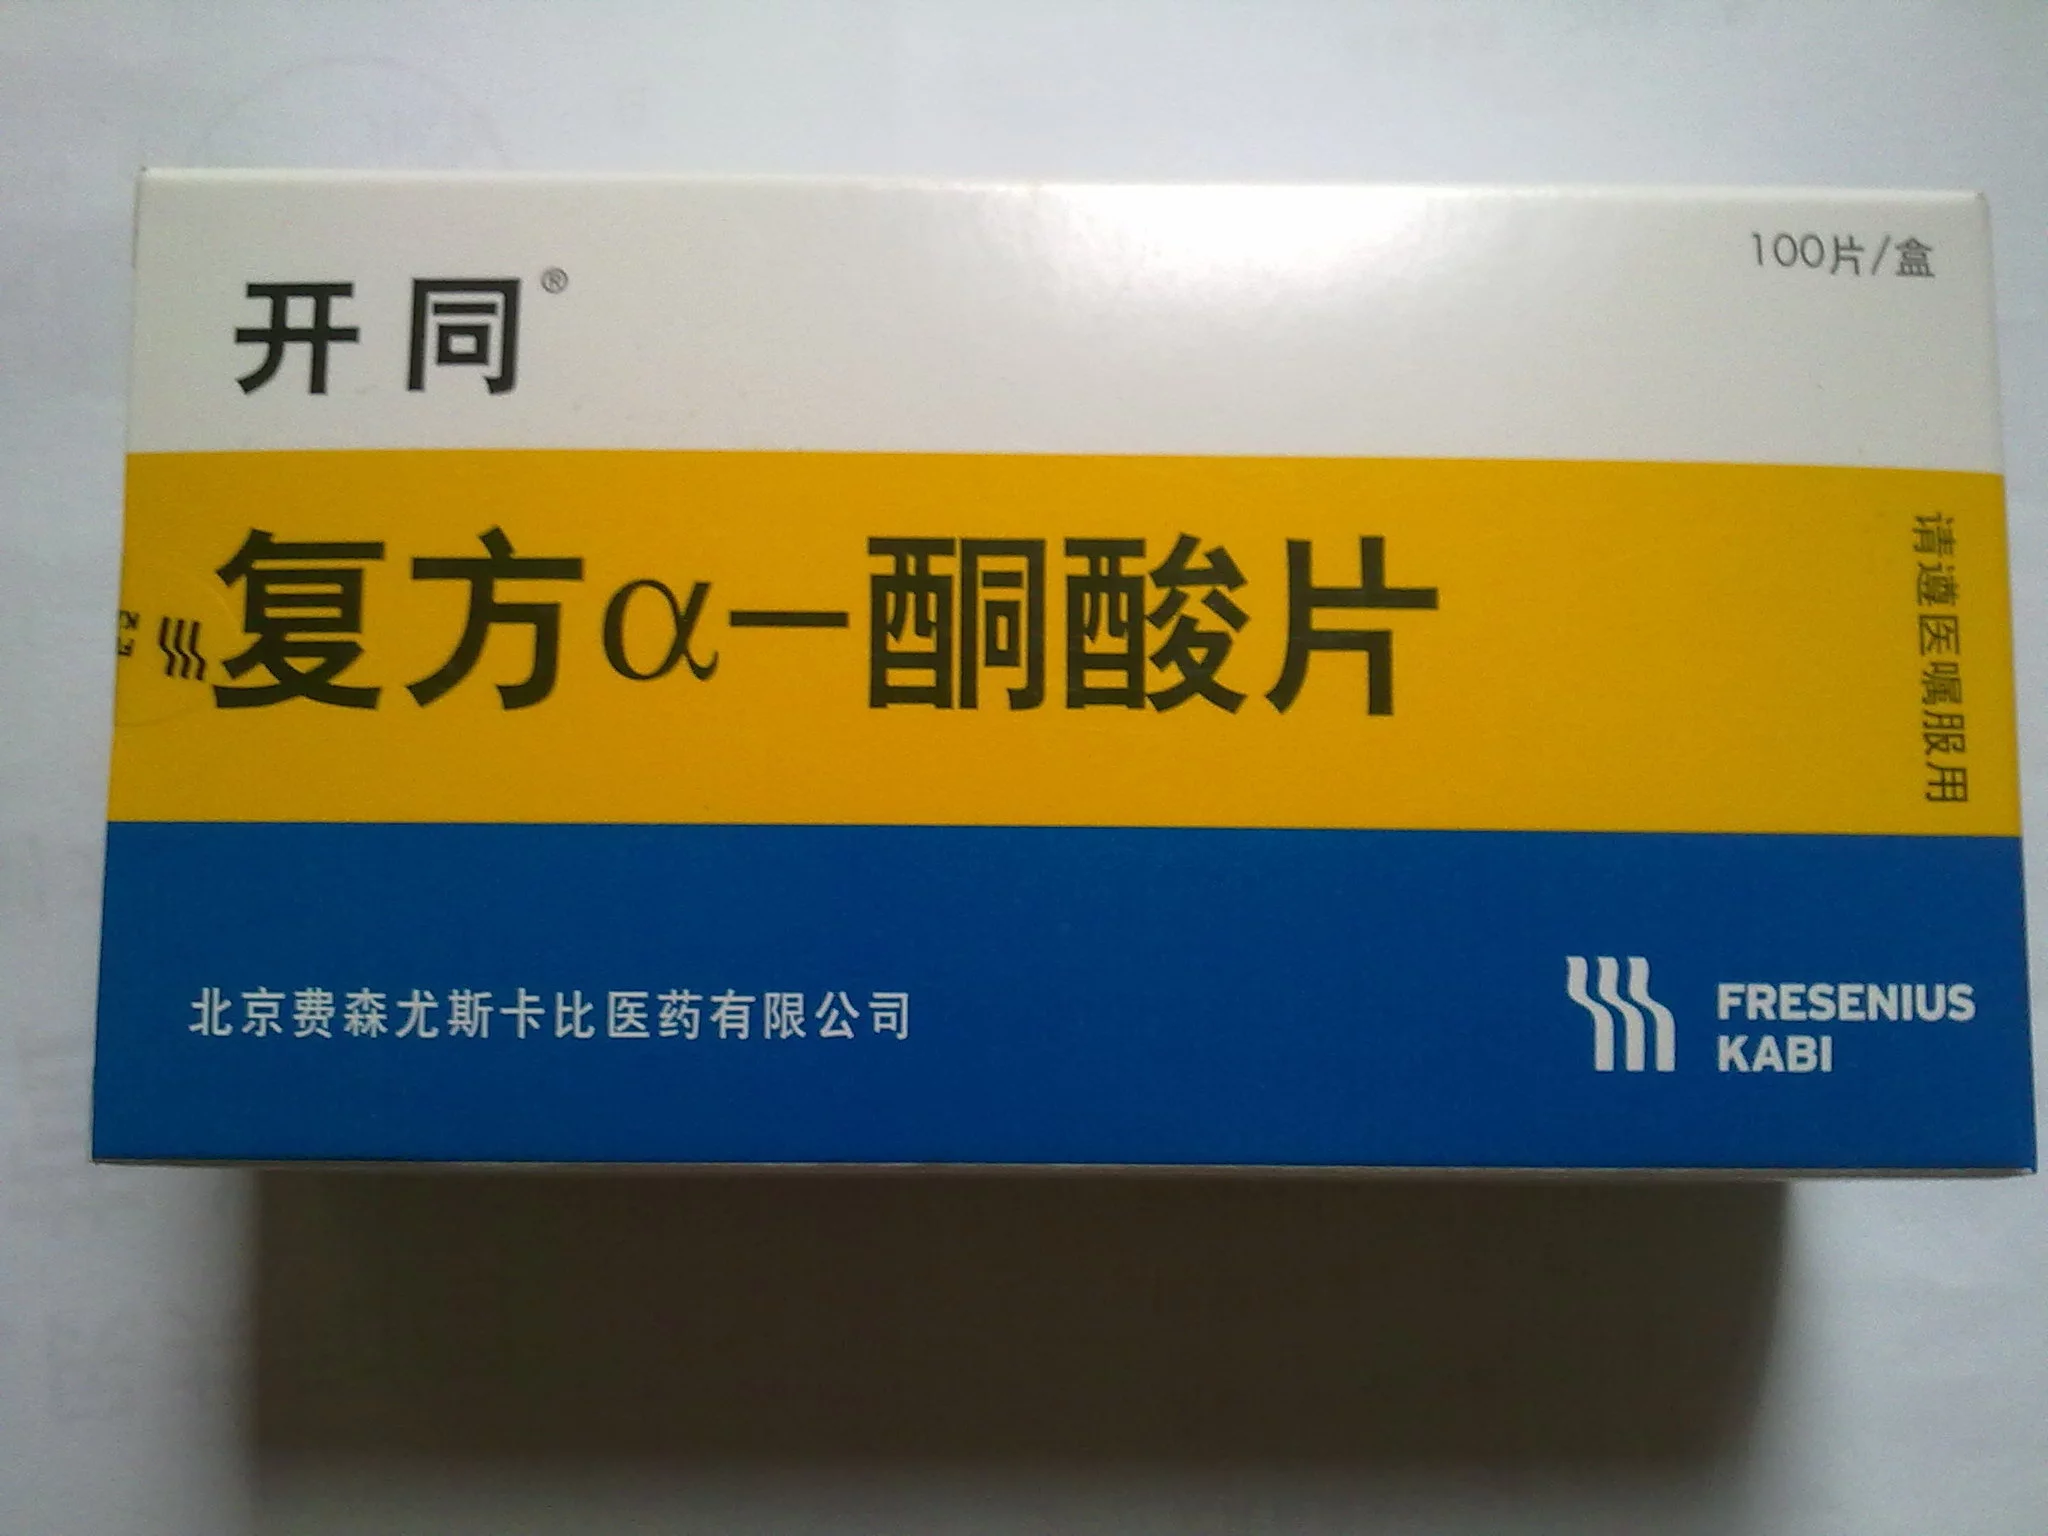 开同®
100片/盒
复方α-酮酸片
请遵医嘱服用
北京费森尤斯卡比医药有限公司
FRESENIUS
KABI